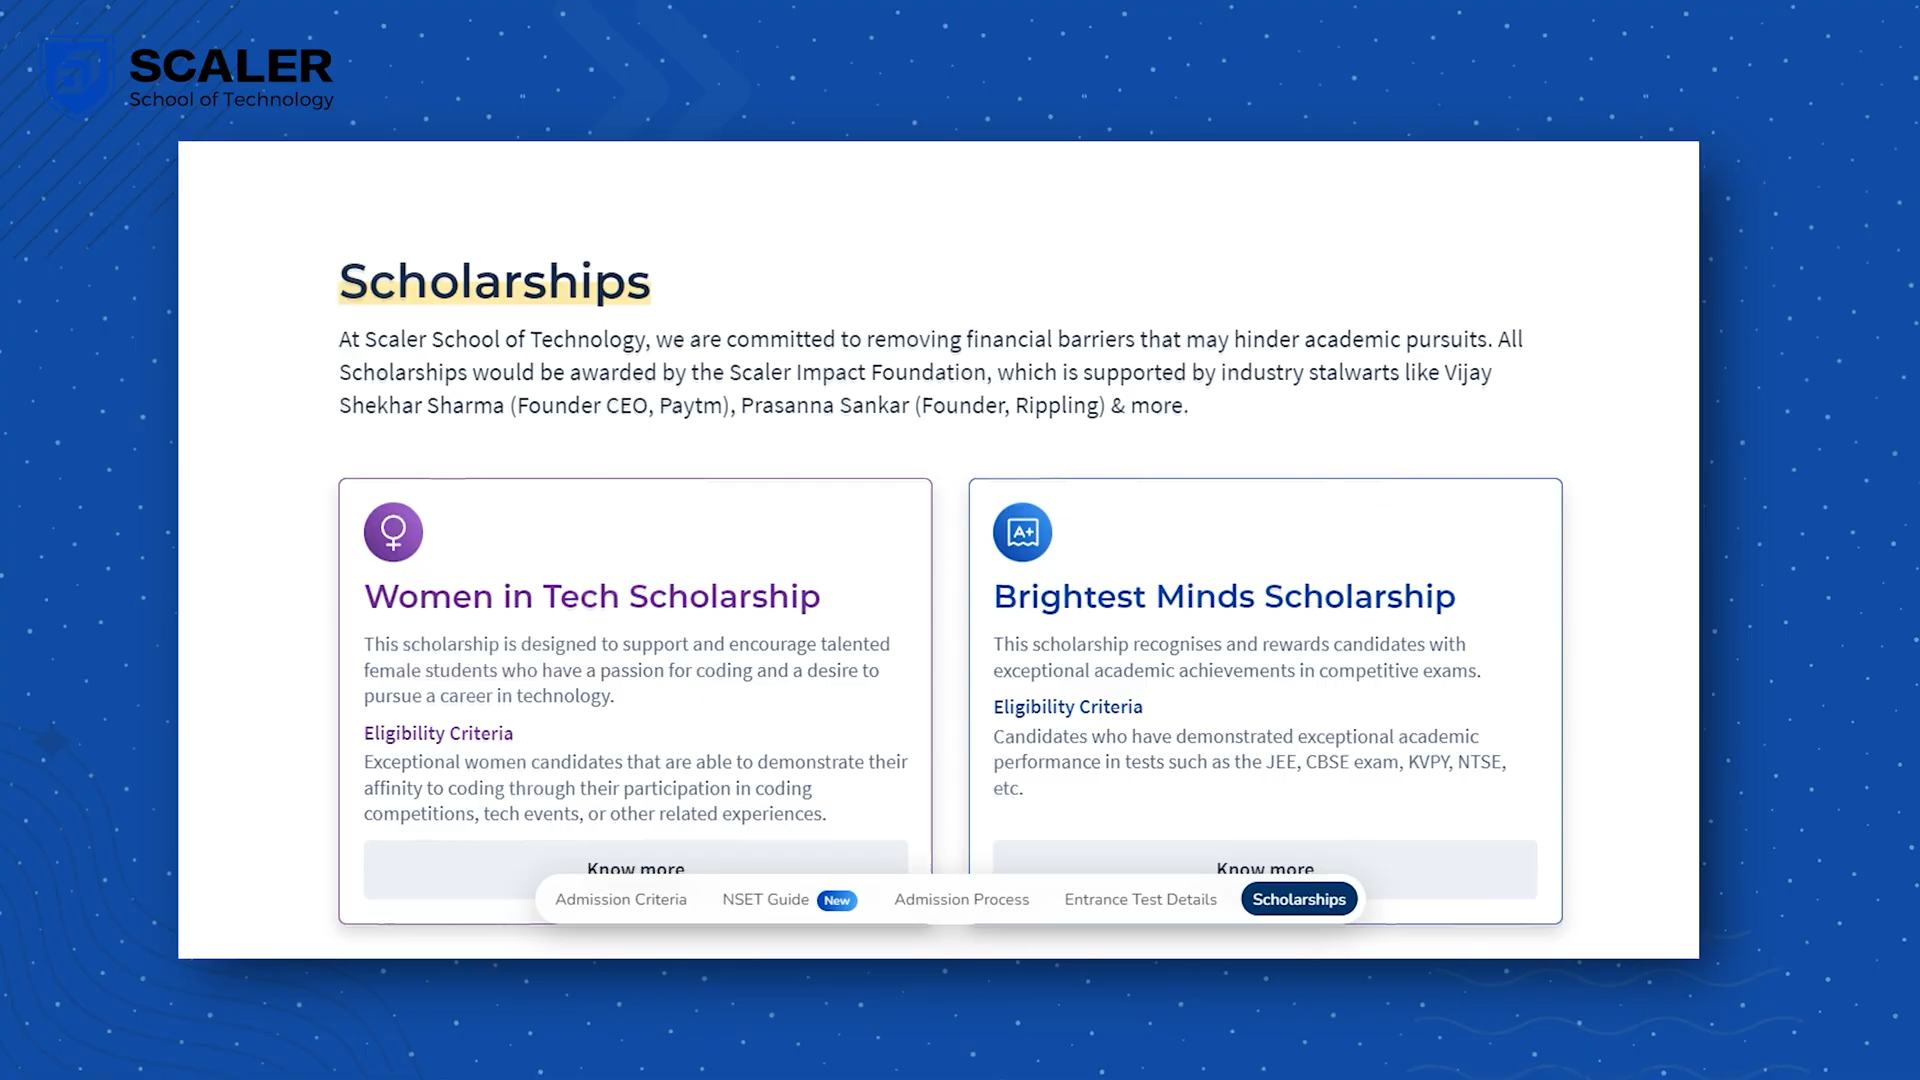 SCALER
School of Technology
Scholarships
At Scaler School of Technology, we are committed to removing financial barriers that may hinder academic pursuits. All
Scholarships would be awarded by the Scaler Impact Foundation, which is supported by industry stalwarts like Vijay
Shekhar Sharma (Founder CEO, Paytm), Prasanna Sankar (Founder, Rippling) & more.
Women in Tech Scholarship
This scholarship is designed to support and encourage talented
female students who have a passion for coding and a desire to
pursue a career in technology.
Eligibility Criteria
Exceptional women candidates that are able to demonstrate their
affinity to coding through their participation in coding
competitions, tech events, or other related experiences.
Know more
A+
Brightest Minds Scholarship
This scholarship recognises and rewards candidates with
exceptional academic achievements in competitive exams.
Eligibility Criteria
Candidates who have demonstrated exceptional academic
performance in tests such as the JEE, CBSE exam, KVPY, NTSE,
etc.
Know more
Admission Criteria NSET Guide New Admission Process Entrance Test Details Scholarships